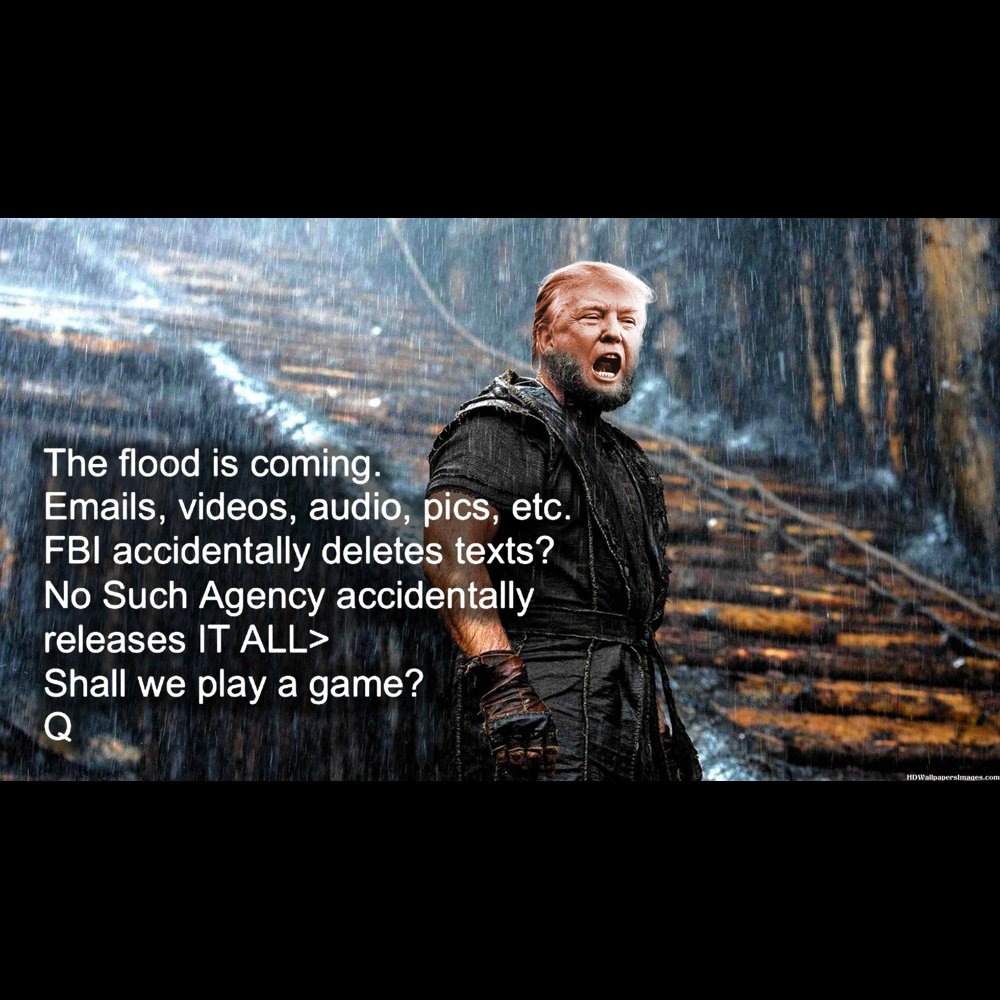 The flood is coming.
Emails, videos, audio, pics, etc.
FBI accidentally deletes texts?
No Such Agency accidentally
releases IT ALL>
Shall we play a game?
Q
HDWallpapersImages.com